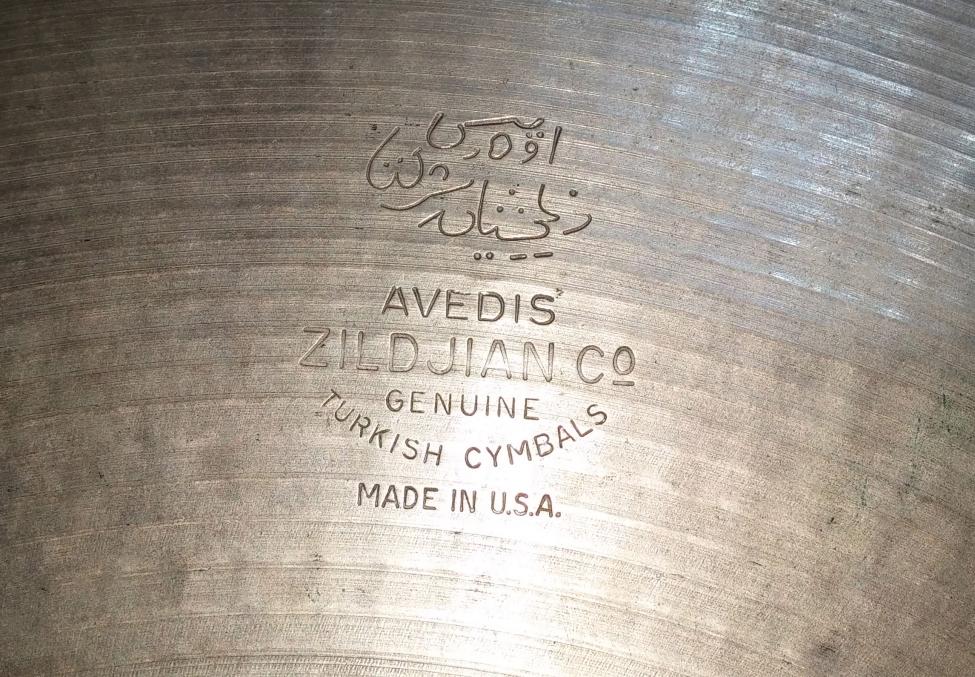 AVEDIS
ZILDJIAN Cº
GENUINE
TURKISH CYMBALS
MADE IN U.S.A.